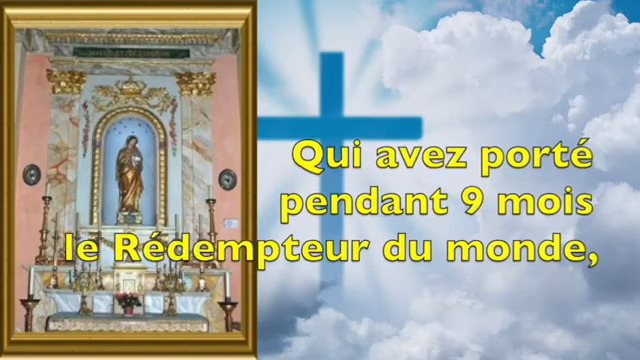 Qui avez porté
pendant 9 mois
le Rédempteur du monde,